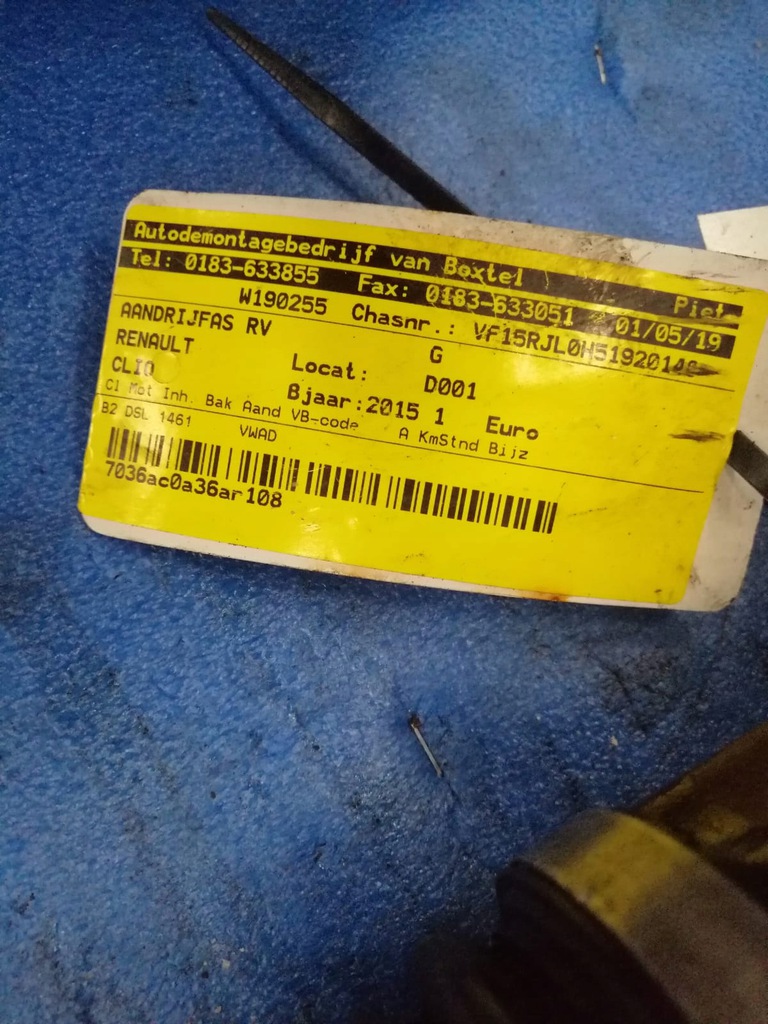 Autodemontagebedrijf van Boxtel Piet
Tel: 0183-633855 Fax: 0183-633051 01/05/19
W190255 Chasnr.: VF15RJL0H51920148
AANDRIJFAS RV G
RENAULT Locat: D001
CLIO Bjaar:2015 1 Euro
Cl Mot Inh. Bak Aand VB-code A KmStnd Bijz
B2 DSL 1461 VWAD
7036ac0a36ar108